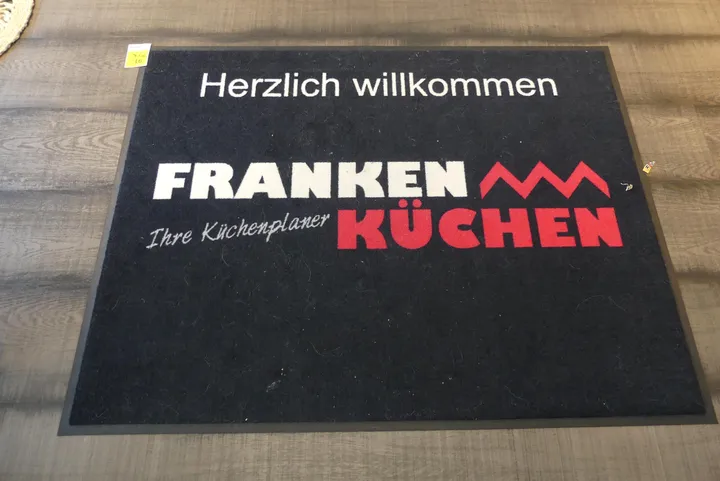 Herzlich willkommen
FRANKEN
Ihre Küchenplaner KÜCHEN